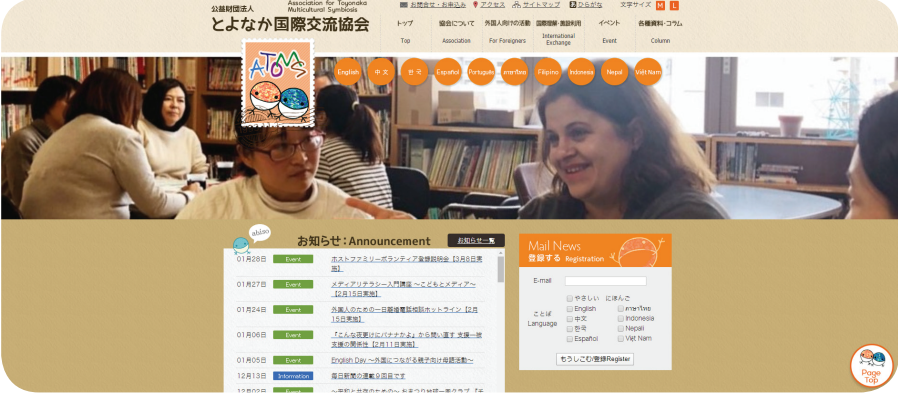 公益財団法人
Association for Toyonaka
Multicultural Symbiosis
とよなか国際交流協会
お問合せ・お申込み アクセス サイトマップ ひらがな 文字サイズ M L
トップ 協会について 外国人向けの活動 国際理解・施設利用 イベント 各種資料・コラム
Top Association For Foreigners International Exchange Event Column
ATOMS
English 中文 한국 Español Português ภาษาไทย Filipino Indonesia Nepal Việt Nam
ahiso
お知らせ：Announcement お知らせ一覧
01月28日 Event ホストファミリーボランティア登録説明会【3月8日実施】
01月27日 Event メディアリテラシー入門講座 ～こどもとメディア～【2月15日実施】
01月24日 Event 外国人のための一日離婚電話相談ホットライン【2月15日実施】
01月06日 Event 『こんな夜更けにバナナかよ』から問い直す 支援ー被支援の関係性【2月11日実施】
01月05日 Event English Day ～外国につながる親子向け母語活動～
12月13日 Information 毎日新聞の連載９回目です
Mail News
登録する Registration
E-mail
ことば
Language
やさしい にほんご
English ภาษาไทย
中文 Indonesia
한국 Nepali
Español Việt Nam
もうしこむ/登録Register
Page
Top